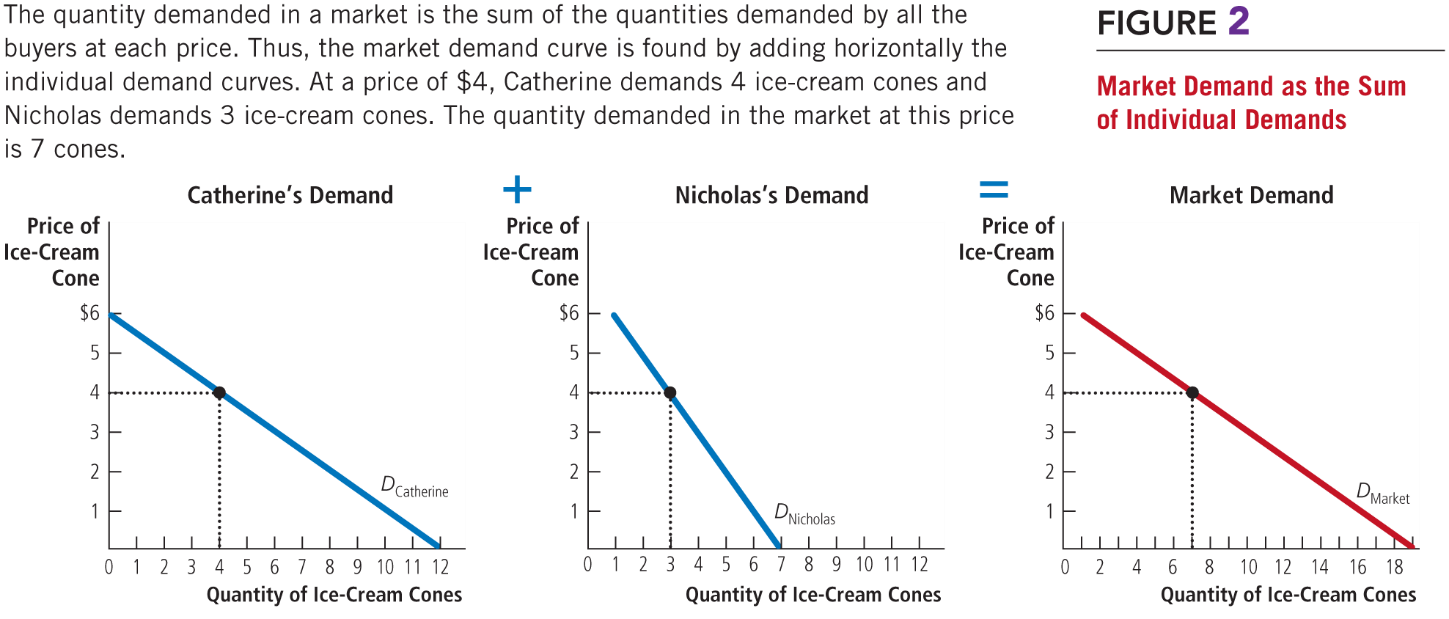 The quantity demanded in a market is the sum of the quantities demanded by all the
buyers at each price. Thus, the market demand curve is found by adding horizontally the
individual demand curves. At a price of $4, Catherine demands 4 ice-cream cones and
Nicholas demands 3 ice-cream cones. The quantity demanded in the market at this price
is 7 cones.
FIGURE 2
Market Demand as the Sum
of Individual Demands
Catherine’s Demand
+
Nicholas’s Demand
=
Market Demand
Price of
Ice-Cream
Cone
$6
5
4
3
2
1
D Catherine
0 1 2 3 4 5 6 7 8 9 10 11 12
Quantity of Ice-Cream Cones
Price of
Ice-Cream
Cone
$6
5
4
3
2
1
D Nicholas
0 1 2 3 4 5 6 7 8 9 10 11 12
Quantity of Ice-Cream Cones
Price of
Ice-Cream
Cone
$6
5
4
3
2
1
D Market
0 2 4 6 8 10 12 14 16 18
Quantity of Ice-Cream Cones